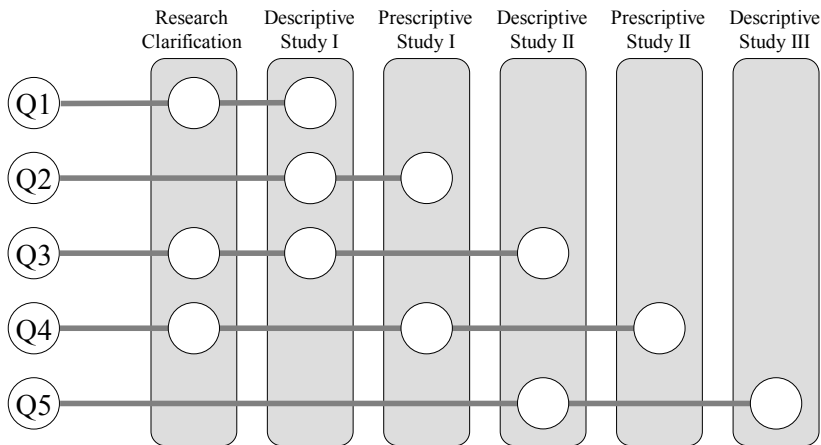 Research
Clarification
Descriptive
Study I
Prescriptive
Study I
Descriptive
Study II
Prescriptive
Study II
Descriptive
Study III
Q1
Q2
Q3
Q4
Q5